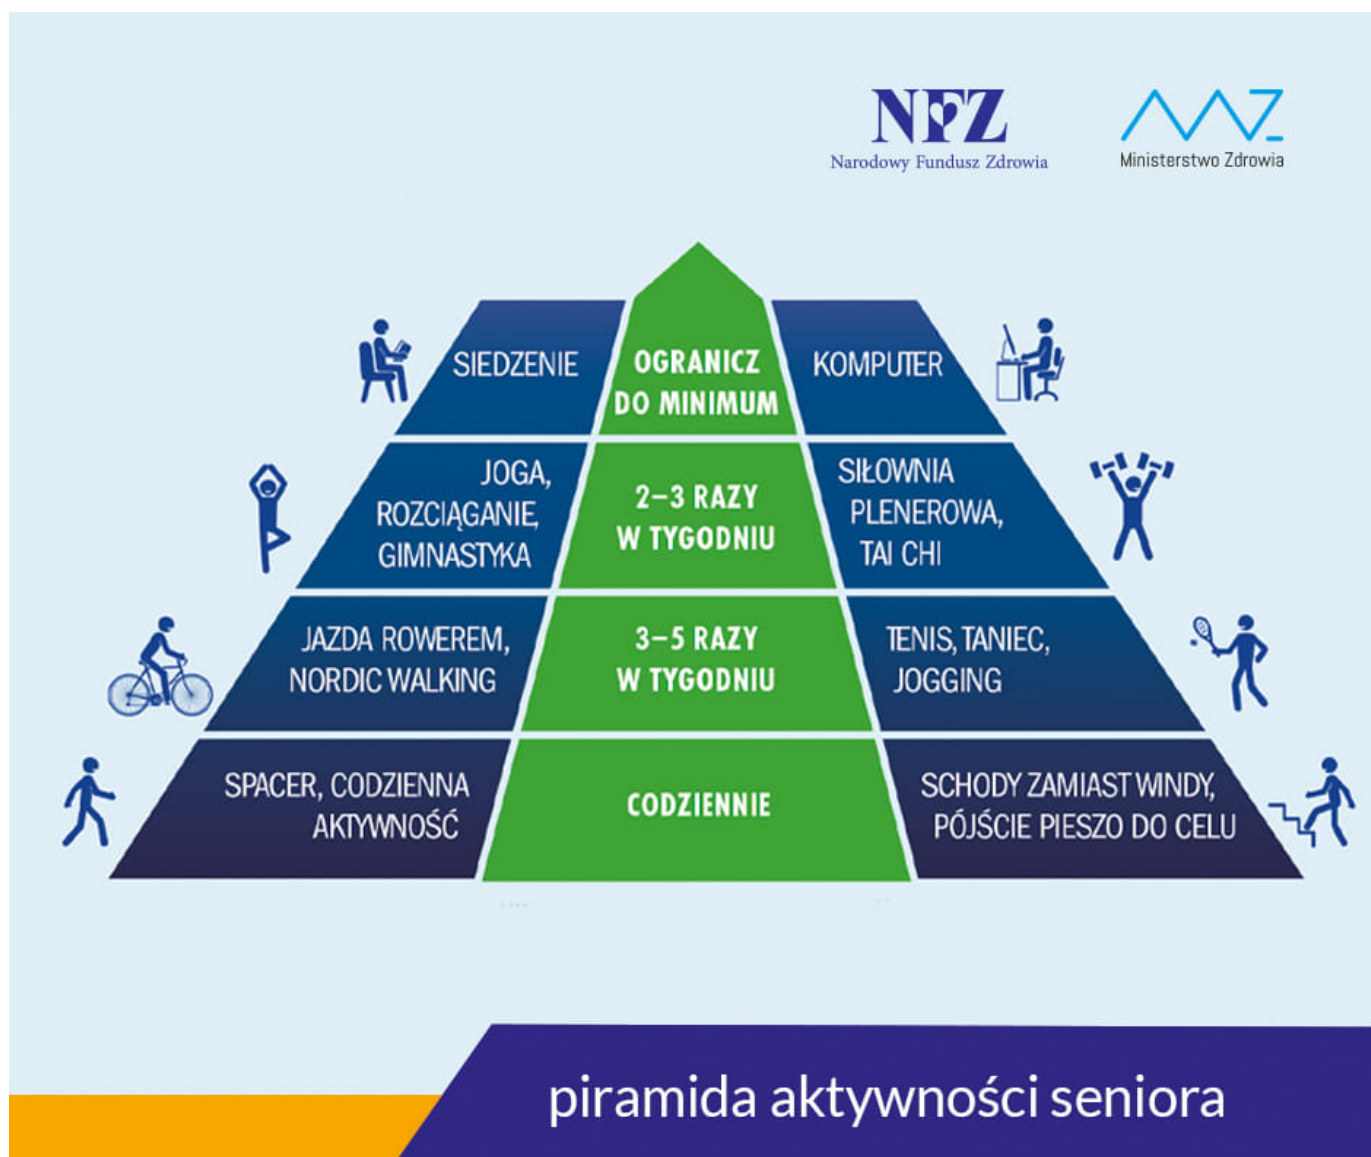 NFZ
Narodowy Fundusz Zdrowia
Ministerstwo Zdrowia
SIEDZENIE
OGRANICZ
DO MINIMUM
KOMPUTER
JOGA,
ROZCIĄGANIE,
GIMNASTYKA
2–3 RAZY
W TYGODNIU
SIŁOWNIA
PLENEROWA,
TAI CHI
JAZDA ROWEREM,
NORDIC WALKING
3–5 RAZY
W TYGODNIU
TENIS, TANIEC,
JOGGING
SPACER, CODZIENNA
AKTYWNOŚĆ
CODZIENNIE
SCHODY ZAMIAST WINDY,
PÓJŚCIE PIESZO DO CELU
piramida aktywności seniora